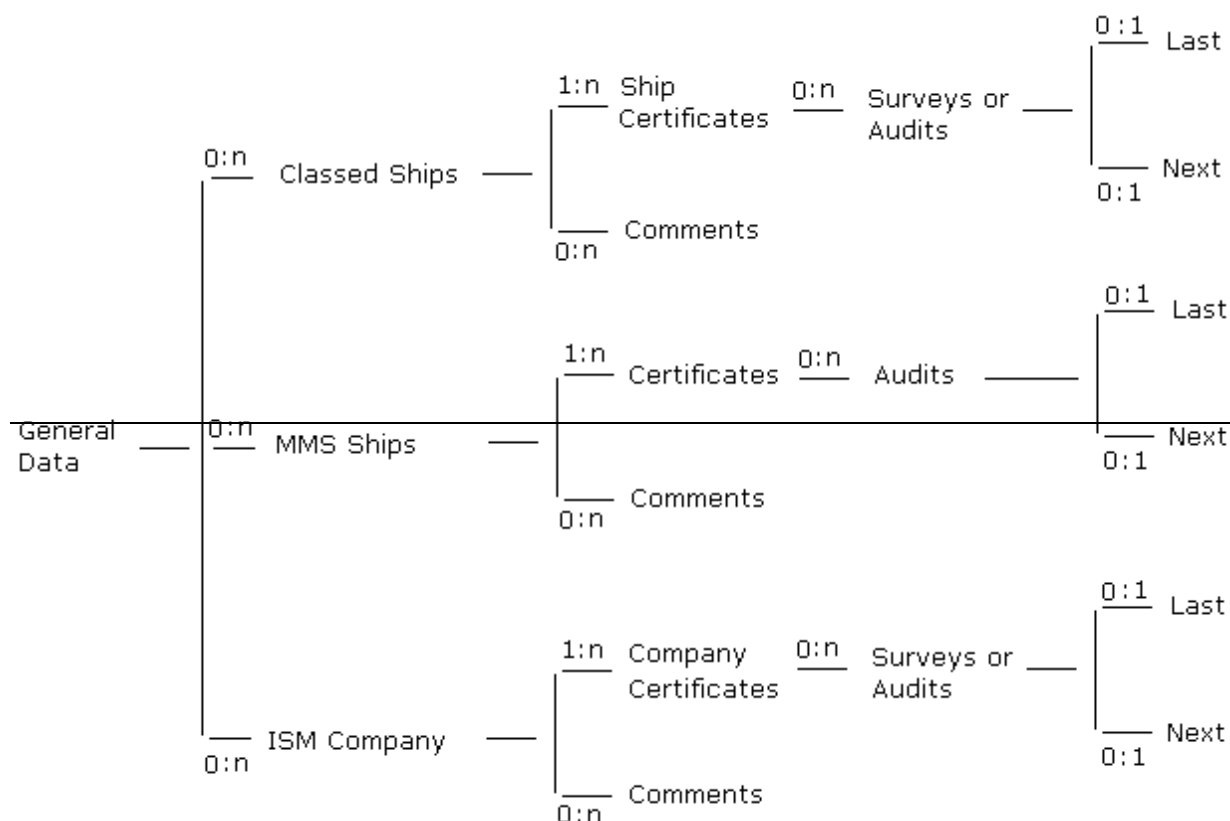 0:1
Last
1:n
Ship
Certificates
0:n
Surveys or
Audits
Next
0:1
0:n
Classed Ships
Comments
0:n
0:1
Last
1:n
Certificates
0:n
Audits
General
Data
0:n
MMS Ships
Next
0:1
Comments
0:n
0:1
Last
1:n
Company
Certificates
0:n
Surveys or
Audits
ISM Company
0:n
Next
0:1
Comments
0:n